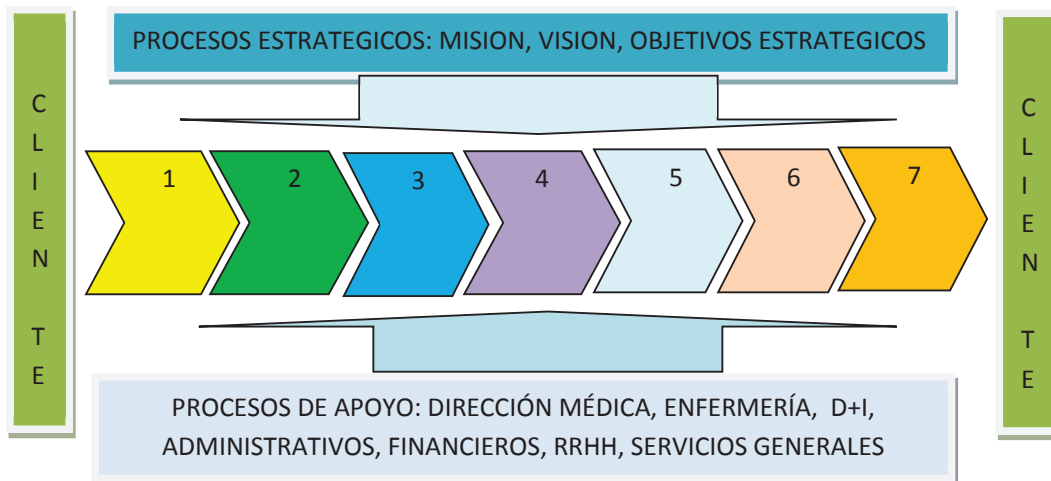 PROCESOS ESTRATEGICOS: MISION, VISION, OBJETIVOS ESTRATEGICOS
C
L
I
E
N
T
E
1 2 3 4 5 6 7
C
L
I
E
N
T
E
PROCESOS DE APOYO: DIRECCIÓN MÉDICA, ENFERMERÍA, D+I,
ADMINISTRATIVOS, FINANCIEROS, RRHH, SERVICIOS GENERALES